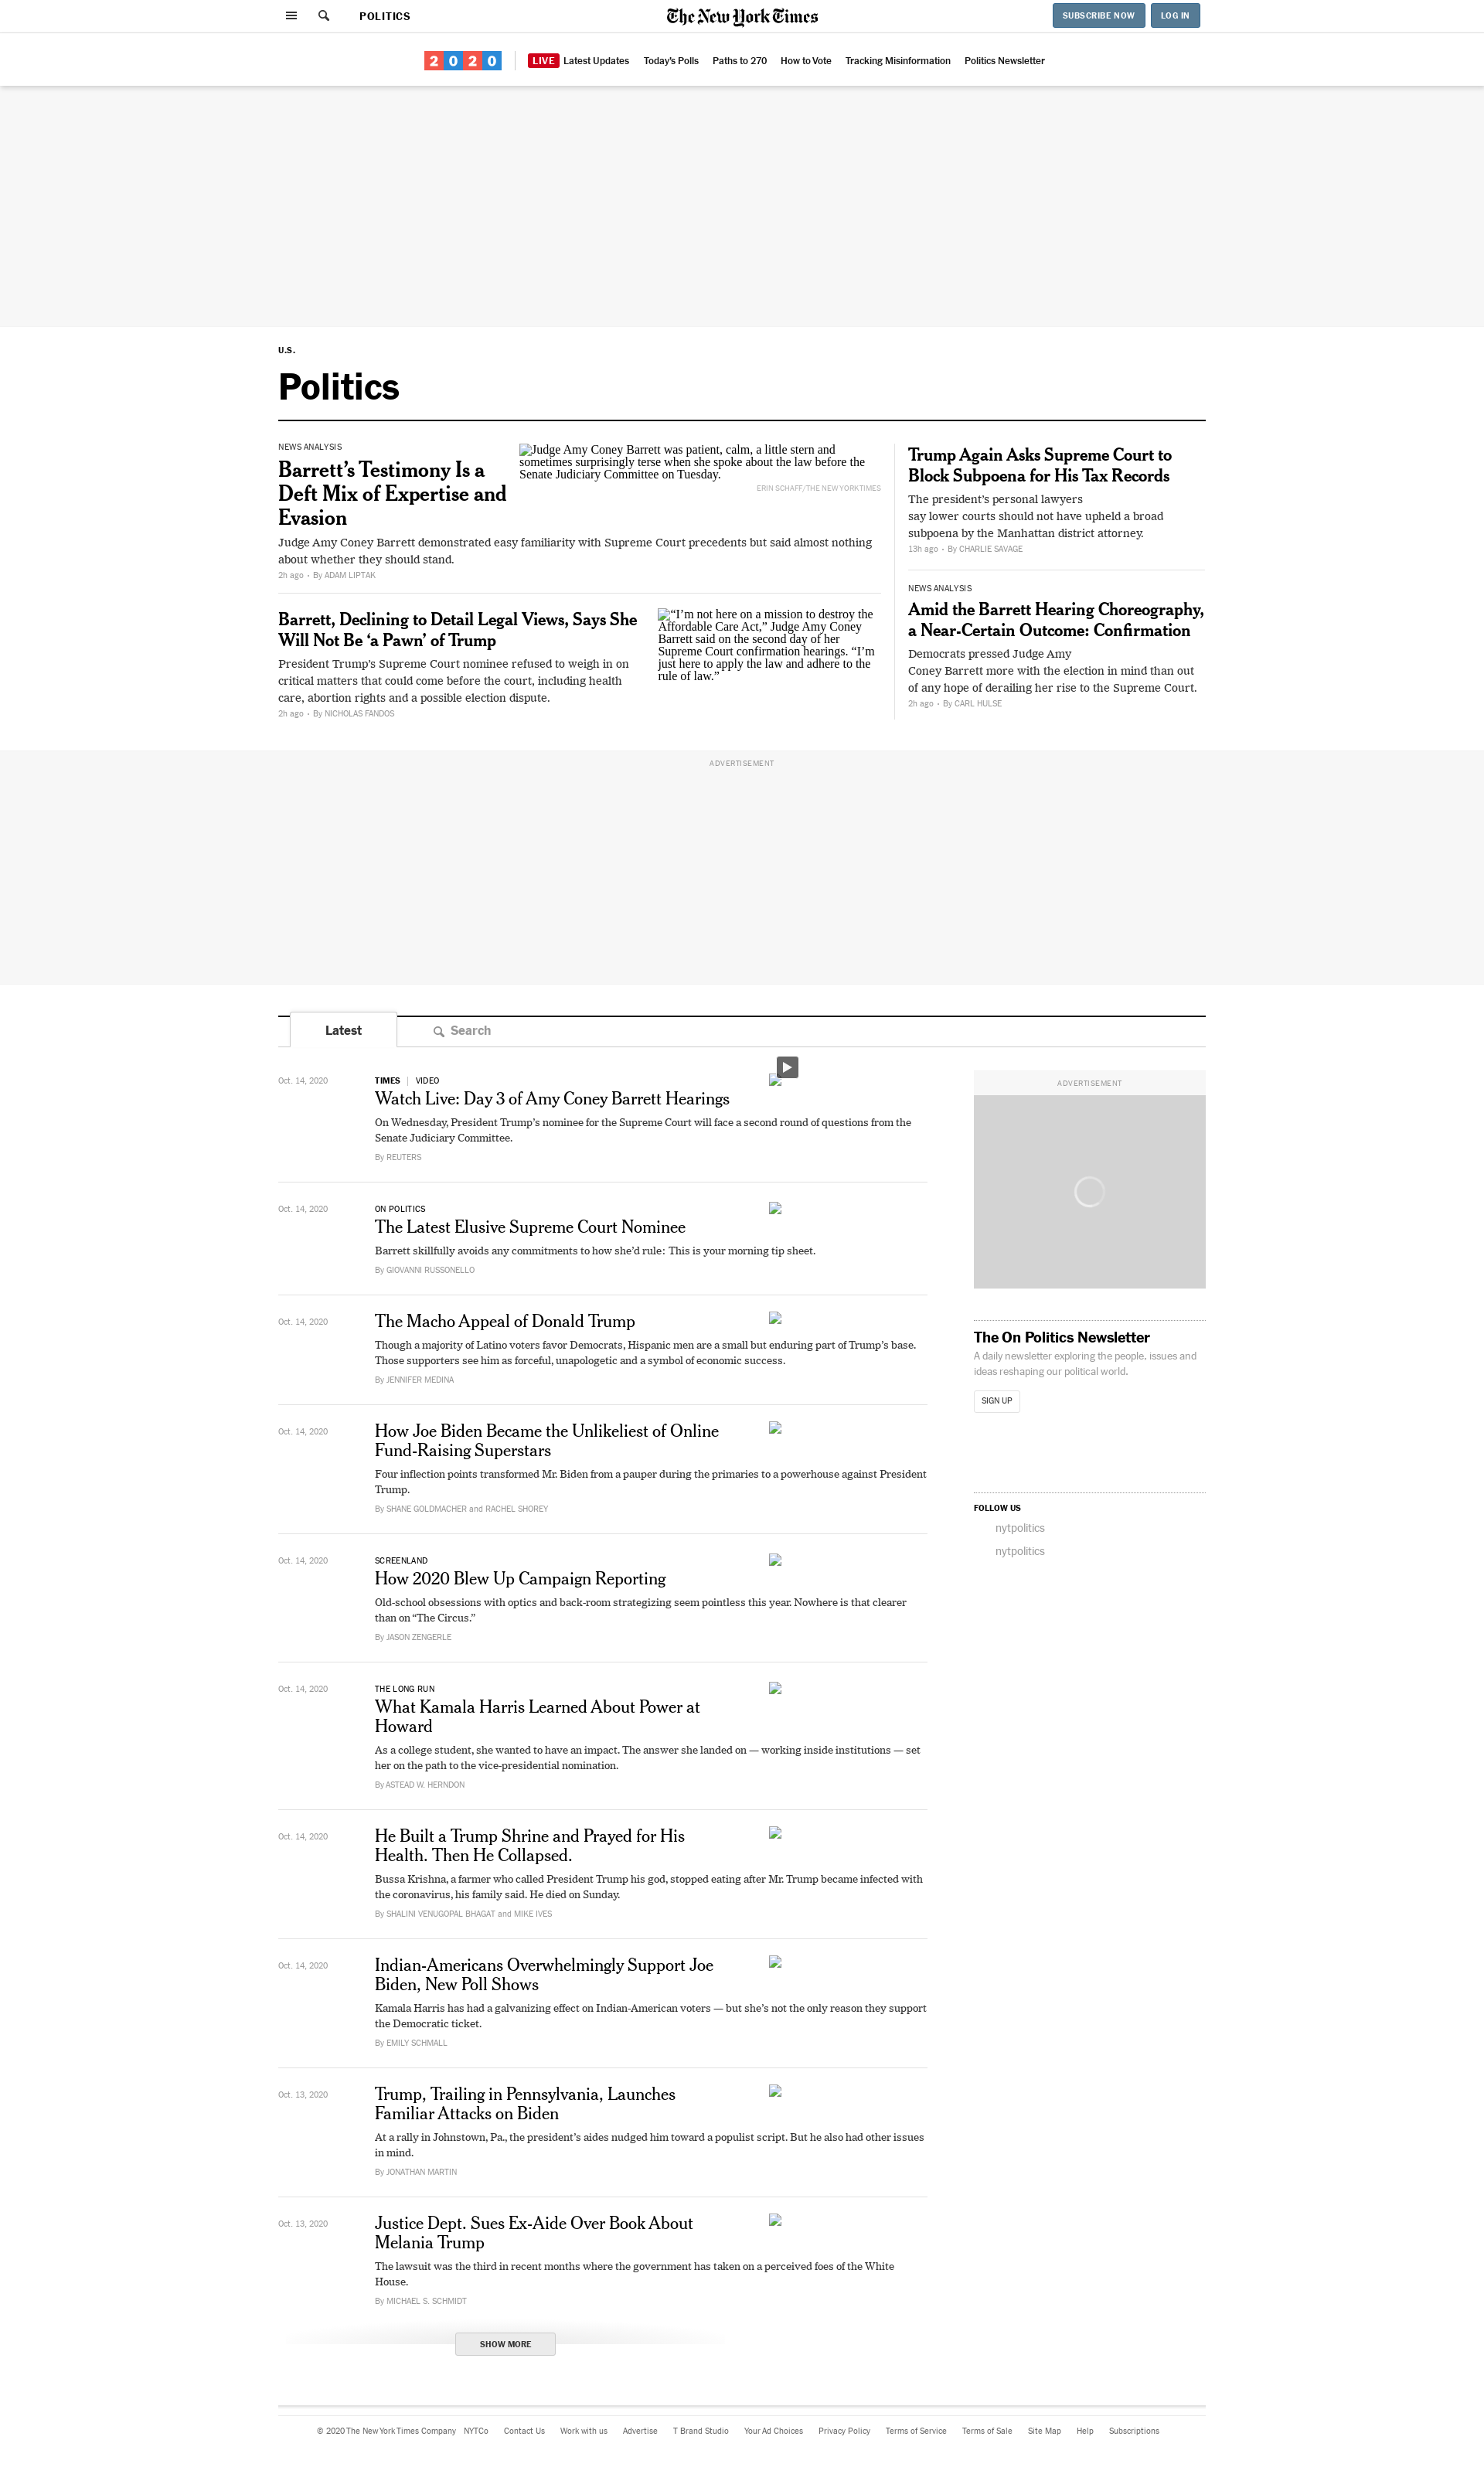 POLITICS
The New York Times
SUBSCRIBE NOW
LOG IN
2020
LIVE Latest Updates
Today's Polls
Paths to 270
How to Vote
Tracking Misinformation
Politics Newsletter
U.S.
Politics
NEWS ANALYSIS
Barrett’s Testimony Is a
Deft Mix of Expertise and
Evasion
Judge Amy Coney Barrett was patient, calm, a little stern and
sometimes surprisingly terse when she spoke about the law before the
Senate Judiciary Committee on Tuesday.
ERIN SCHAFF/THE NEW YORK TIMES
Judge Amy Coney Barrett demonstrated easy familiarity with Supreme Court precedents but said almost nothing
about whether they should stand.
2h ago • By ADAM LIPTAK
Barrett, Declining to Detail Legal Views, Says She
Will Not Be ‘a Pawn’ of Trump
President Trump’s Supreme Court nominee refused to weigh in on
critical matters that could come before the court, including health
care, abortion rights and a possible election dispute.
2h ago • By NICHOLAS FANDOS
“I’m not here on a mission to destroy the
Affordable Care Act,” Judge Amy Coney
Barrett said on the second day of her
Supreme Court confirmation hearings. “I’m
just here to apply the law and adhere to the
rule of law.”
Trump Again Asks Supreme Court to
Block Subpoena for His Tax Records
The president’s personal lawyers
say lower courts should not have upheld a broad
subpoena by the Manhattan district attorney.
13h ago • By CHARLIE SAVAGE
NEWS ANALYSIS
Amid the Barrett Hearing Choreography,
a Near-Certain Outcome: Confirmation
Democrats pressed Judge Amy
Coney Barrett more with the election in mind than out
of any hope of derailing her rise to the Supreme Court.
2h ago • By CARL HULSE
ADVERTISEMENT
Latest
Search
Oct. 14, 2020
TIMES | VIDEO
Watch Live: Day 3 of Amy Coney Barrett Hearings
On Wednesday, President Trump’s nominee for the Supreme Court will face a second round of questions from the
Senate Judiciary Committee.
By REUTERS
Oct. 14, 2020
ON POLITICS
The Latest Elusive Supreme Court Nominee
Barrett skillfully avoids any commitments to how she’d rule: This is your morning tip sheet.
By GIOVANNI RUSSONELLO
Oct. 14, 2020
The Macho Appeal of Donald Trump
Though a majority of Latino voters favor Democrats, Hispanic men are a small but enduring part of Trump’s base.
Those supporters see him as forceful, unapologetic and a symbol of economic success.
By JENNIFER MEDINA
Oct. 14, 2020
How Joe Biden Became the Unlikeliest of Online
Fund-Raising Superstars
Four inflection points transformed Mr. Biden from a pauper during the primaries to a powerhouse against President
Trump.
By SHANE GOLDMACHER and RACHEL SHOREY
Oct. 14, 2020
SCREENLAND
How 2020 Blew Up Campaign Reporting
Old-school obsessions with optics and back-room strategizing seem pointless this year. Nowhere is that clearer
than on “The Circus.”
By JASON ZENGERLE
Oct. 14, 2020
THE LONG RUN
What Kamala Harris Learned About Power at
Howard
As a college student, she wanted to have an impact. The answer she landed on — working inside institutions — set
her on the path to the vice-presidential nomination.
By ASTEAD W. HERNDON
Oct. 14, 2020
He Built a Trump Shrine and Prayed for His
Health. Then He Collapsed.
Bussa Krishna, a farmer who called President Trump his god, stopped eating after Mr. Trump became infected with
the coronavirus, his family said. He died on Sunday.
By SHALINI VENUGOPAL BHAGAT and MIKE IVES
Oct. 14, 2020
Indian-Americans Overwhelmingly Support Joe
Biden, New Poll Shows
Kamala Harris has had a galvanizing effect on Indian-American voters — but she’s not the only reason they support
the Democratic ticket.
By EMILY SCHMALL
Oct. 13, 2020
Trump, Trailing in Pennsylvania, Launches
Familiar Attacks on Biden
At a rally in Johnstown, Pa., the president’s aides nudged him toward a populist script. But he also had other issues
in mind.
By JONATHAN MARTIN
Oct. 13, 2020
Justice Dept. Sues Ex-Aide Over Book About
Melania Trump
The lawsuit was the third in recent months where the government has taken on a perceived foes of the White
House.
By MICHAEL S. SCHMIDT
SHOW MORE
ADVERTISEMENT
The On Politics Newsletter
A daily newsletter exploring the people, issues and
ideas reshaping our political world.
SIGN UP
FOLLOW US
nytpolitics
nytpolitics
© 2020 The New York Times Company
NYTCo
Contact Us
Work with us
Advertise
T Brand Studio
Your Ad Choices
Privacy Policy
Terms of Service
Terms of Sale
Site Map
Help
Subscriptions